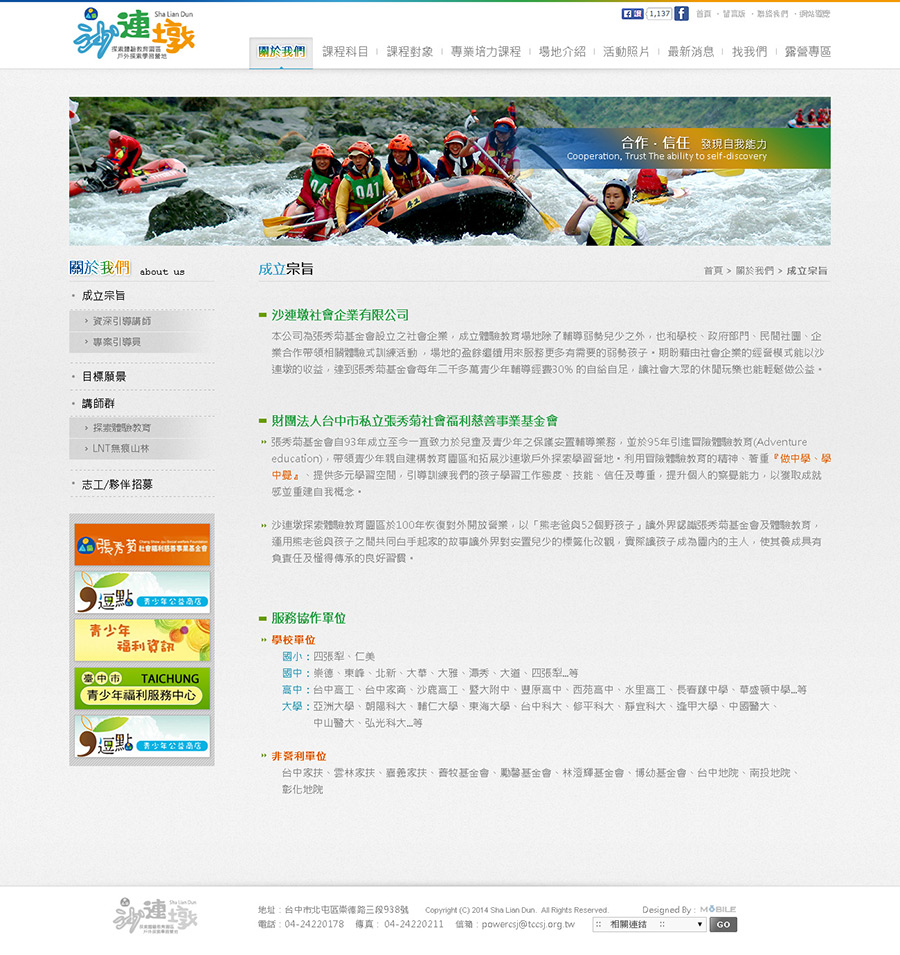 沙連墩 Sha Lian Dun
探索體驗教育園區
戶外探索學習營地
讚 1,137 首頁 · 留言版 · 聯絡我們 · 網站國歷
關於我們 課程科目 課程對象 專業培力課程 場地介紹 活動照片 最新消息 找我們 露營專區
合作 · 信任 發現自我能力
Cooperation, Trust The ability to self-discovery
041 041
關於我們 about us
成立宗旨
資深引導講師
專案引導員
目標願景
講師群
探索體驗教育
LNT無痕山林
志工/夥伴招募
張秀菊 社會福利慈善事業基金會
逗點 青少年公益商店
青少年
福利資訊
臺中市 TAICHUNG
青少年福利服務中心
逗點 青少年公益商店
成立宗旨 首頁 > 關於我們 > 成立宗旨
沙連墩社會企業有限公司
本公司為張秀菊基金會設立之社會企業，成立體驗教育場地除了輔導弱勢兒少之外，也和學校、政府部門、民間社團、企
業合作帶領相關體驗式訓練活動 ，場地的盈餘繼續用來服務更多有需要的弱勢孩子。期盼藉由社會企業的經營模式能以沙
連墩的收益，達到張秀菊基金會每年二千多萬青少年輔導經費30% 的自給自足，讓社會大眾的休閒玩樂也能輕鬆做公益。
財團法人台中市私立張秀菊社會福利慈善事業基金會
張秀菊基金會自93年成立至今一直致力於兒童及青少年之保護安置輔導業務，並於95年引進冒險體驗教育(Adventure
education)，帶領青少年親自建構教育園區和拓展沙連墩戶外探索學習營地。利用冒險體驗教育的精神、著重『做中學、學
中覺』、提供多元學習空間，引導訓練我們的孩子學習工作態度、技能、信任及尊重，提升個人的察覺能力，以獲取成就
感並重建自我概念。
沙連墩探索體驗教育園區於100年恢復對外開放營業，以「熊老爸與52個野孩子」讓外界認識張秀菊基金會及體驗教育，
運用熊老爸與孩子之間共同白手起家的故事讓外界對安置兒少的標籤化改觀，實際讓孩子成為園內的主人，使其養成具有
負責任及懂得傳承的良好習慣。
服務協作單位
學校單位
國小：四張犁、仁美
國中：崇德、東峰、北新、大華、大雅、潭秀、大道、四張犁...等
高中：台中高工、台中家商、沙鹿高工、暨大附中、豐原高中、西苑高中、水里高工、長春藤中學、華盛頓中學...等
大學：亞洲大學、朝陽科大、輔仁大學、東海大學、台中科大、修平科大、靜宜科大、逢甲大學、中國醫大、
中山醫大、弘光科大...等
非營利單位
台中家扶、雲林家扶、嘉義家扶、善牧基金會、勵馨基金會、林澄輝基金會、博幼基金會、台中地院、南投地院、
彰化地院
沙連墩 Sha Lian Dun
地址：台中市北屯區崇德路三段938號 Copyright (C) 2014 Sha Lian Dun. All Rights Reserved. Designed By : MOBILE
電話：04-24220178 傳真： 04-24220211 信箱：powercsj@tccsj.org.tw :: 相關連結 :: GO